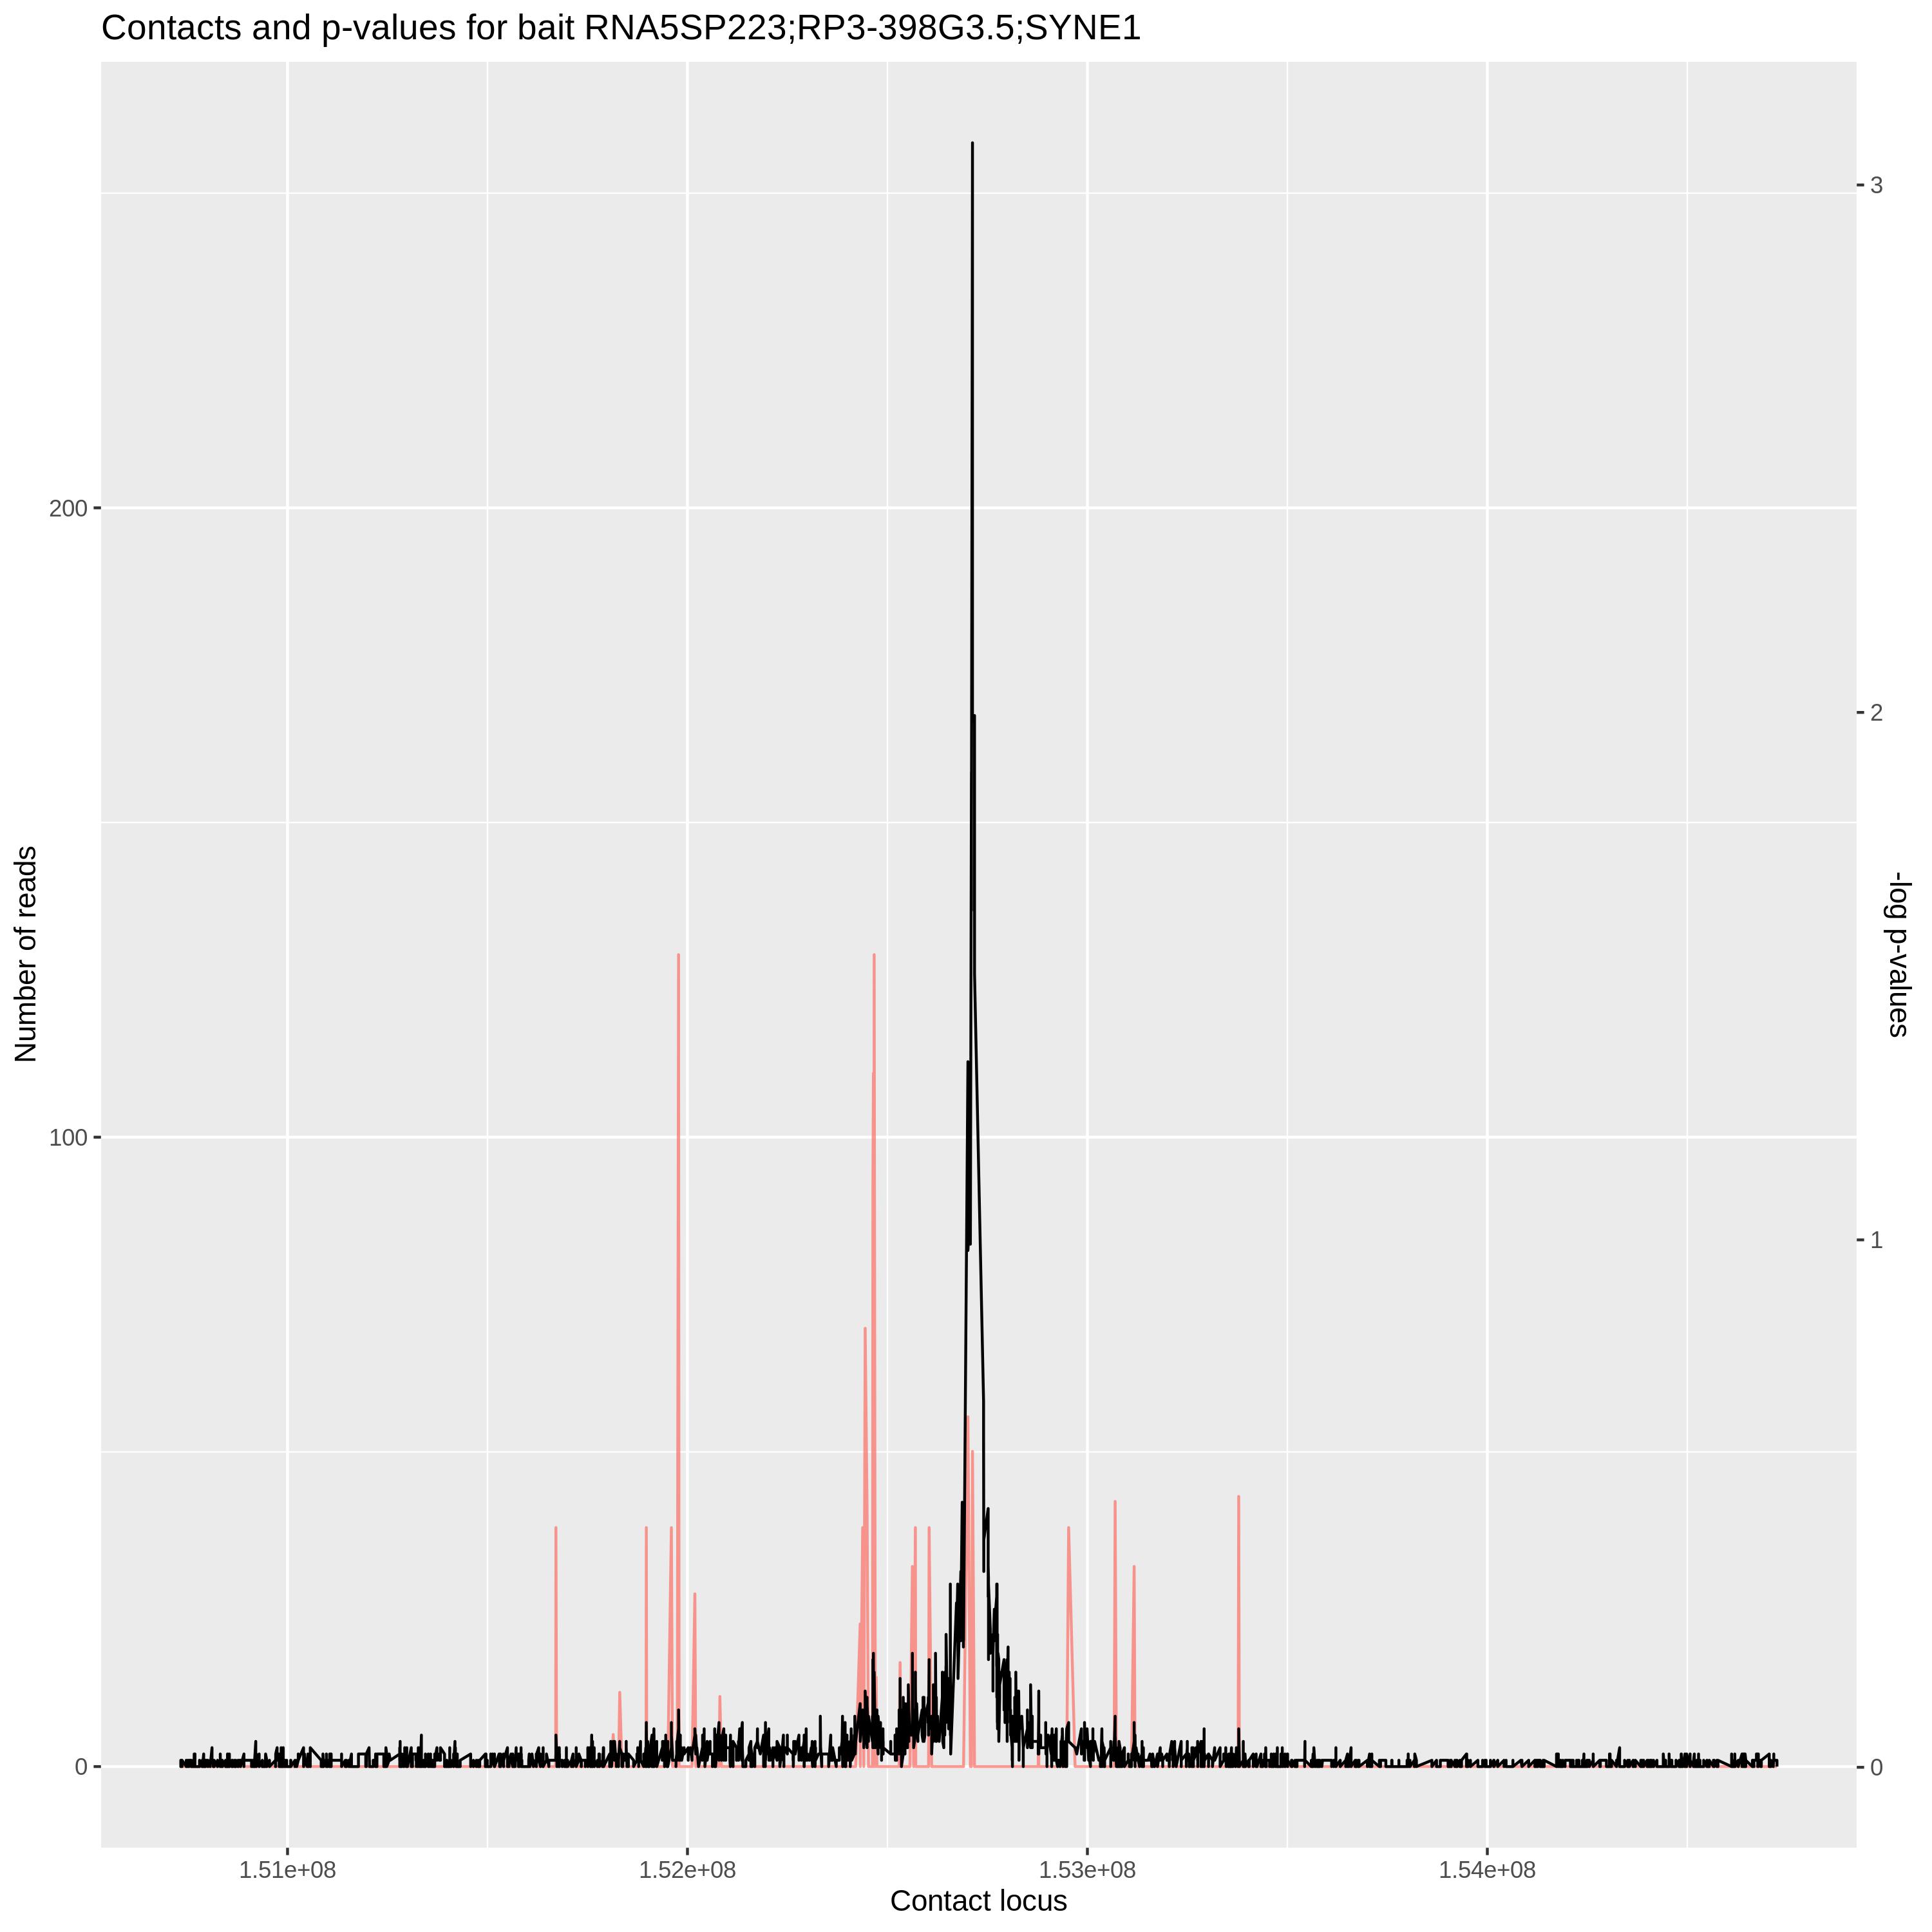 Contacts and p-values for bait RNA5SP223;RP3-398G3.5;SYNE1
3
200
2
Number of reads
-log p-values
1
100
0
0
1.51e+08
1.52e+08
1.53e+08
1.54e+08
Contact locus